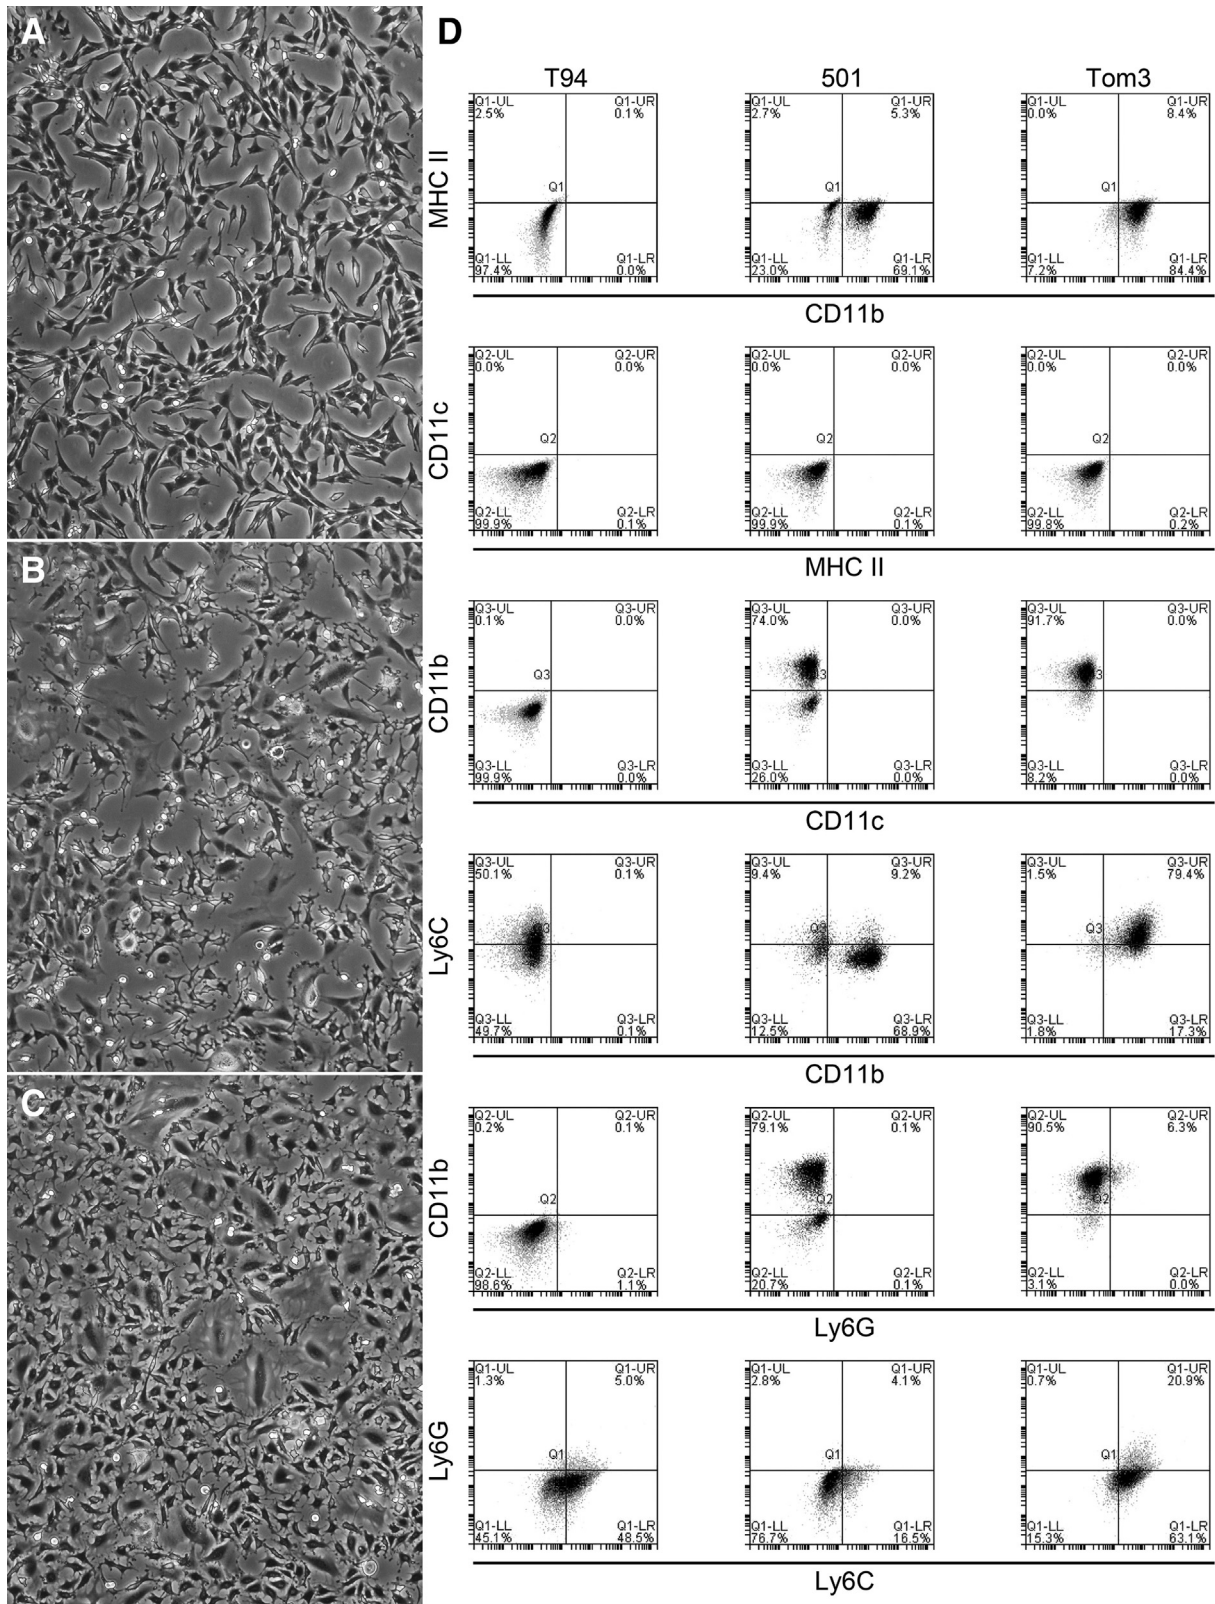 A
B
C
D
T94
501
Tom3
MHC II
Q1-UL
2.5%
Q1-UR
0.1%
Q1
Q1-LL
97.4%
Q1-LR
0.0%
Q1-UL
2.7%
Q1-UR
5.3%
Q1
Q1-LL
23.0%
Q1-LR
69.1%
Q1-UL
0.0%
Q1-UR
8.4%
Q1
Q1-LL
7.2%
Q1-LR
84.4%
CD11b
CD11c
Q2-UL
0.0%
Q2-UR
0.0%
Q2
Q2-LL
99.9%
Q2-LR
0.1%
Q2-UL
0.0%
Q2-UR
0.0%
Q2
Q2-LL
99.9%
Q2-LR
0.1%
Q2-UL
0.0%
Q2-UR
0.0%
Q2
Q2-LL
99.8%
Q2-LR
0.2%
MHC II
CD11b
Q3-UL
0.1%
Q3-UR
0.0%
Q3
Q3-LL
99.9%
Q3-LR
0.0%
Q3-UL
74.0%
Q3-UR
0.0%
Q3-LL
26.0%
Q3-LR
0.0%
Q3-UL
91.7%
Q3-UR
0.0%
Q3-LL
8.2%
Q3-LR
0.0%
CD11c
Ly6C
Q3-UL
50.1%
Q3-UR
0.1%
Q3-LL
49.7%
Q3-LR
0.1%
Q3-UL
9.4%
Q3-UR
9.2%
Q3
Q3-LL
12.5%
Q3-LR
68.9%
Q3-UL
1.5%
Q3-UR
79.4%
Q3
Q3-LL
1.8%
Q3-LR
17.3%
CD11b
CD11b
Q2-UL
0.2%
Q2-UR
0.1%
Q2
Q2-LL
98.6%
Q2-LR
1.1%
Q2-UL
79.1%
Q2-UR
0.1%
Q2
Q2-LL
20.7%
Q2-LR
0.1%
Q2-UL
90.5%
Q2-UR
6.3%
Q2
Q2-LL
3.1%
Q2-LR
0.0%
Ly6G
Ly6G
Q1-UL
1.3%
Q1-UR
5.0%
Q1
Q1-LL
45.1%
Q1-LR
48.5%
Q1-UL
2.8%
Q1-UR
4.1%
Q1
Q1-LL
76.7%
Q1-LR
16.5%
Q1-UL
0.7%
Q1-UR
20.9%
Q1
Q1-LL
15.3%
Q1-LR
63.1%
Ly6C